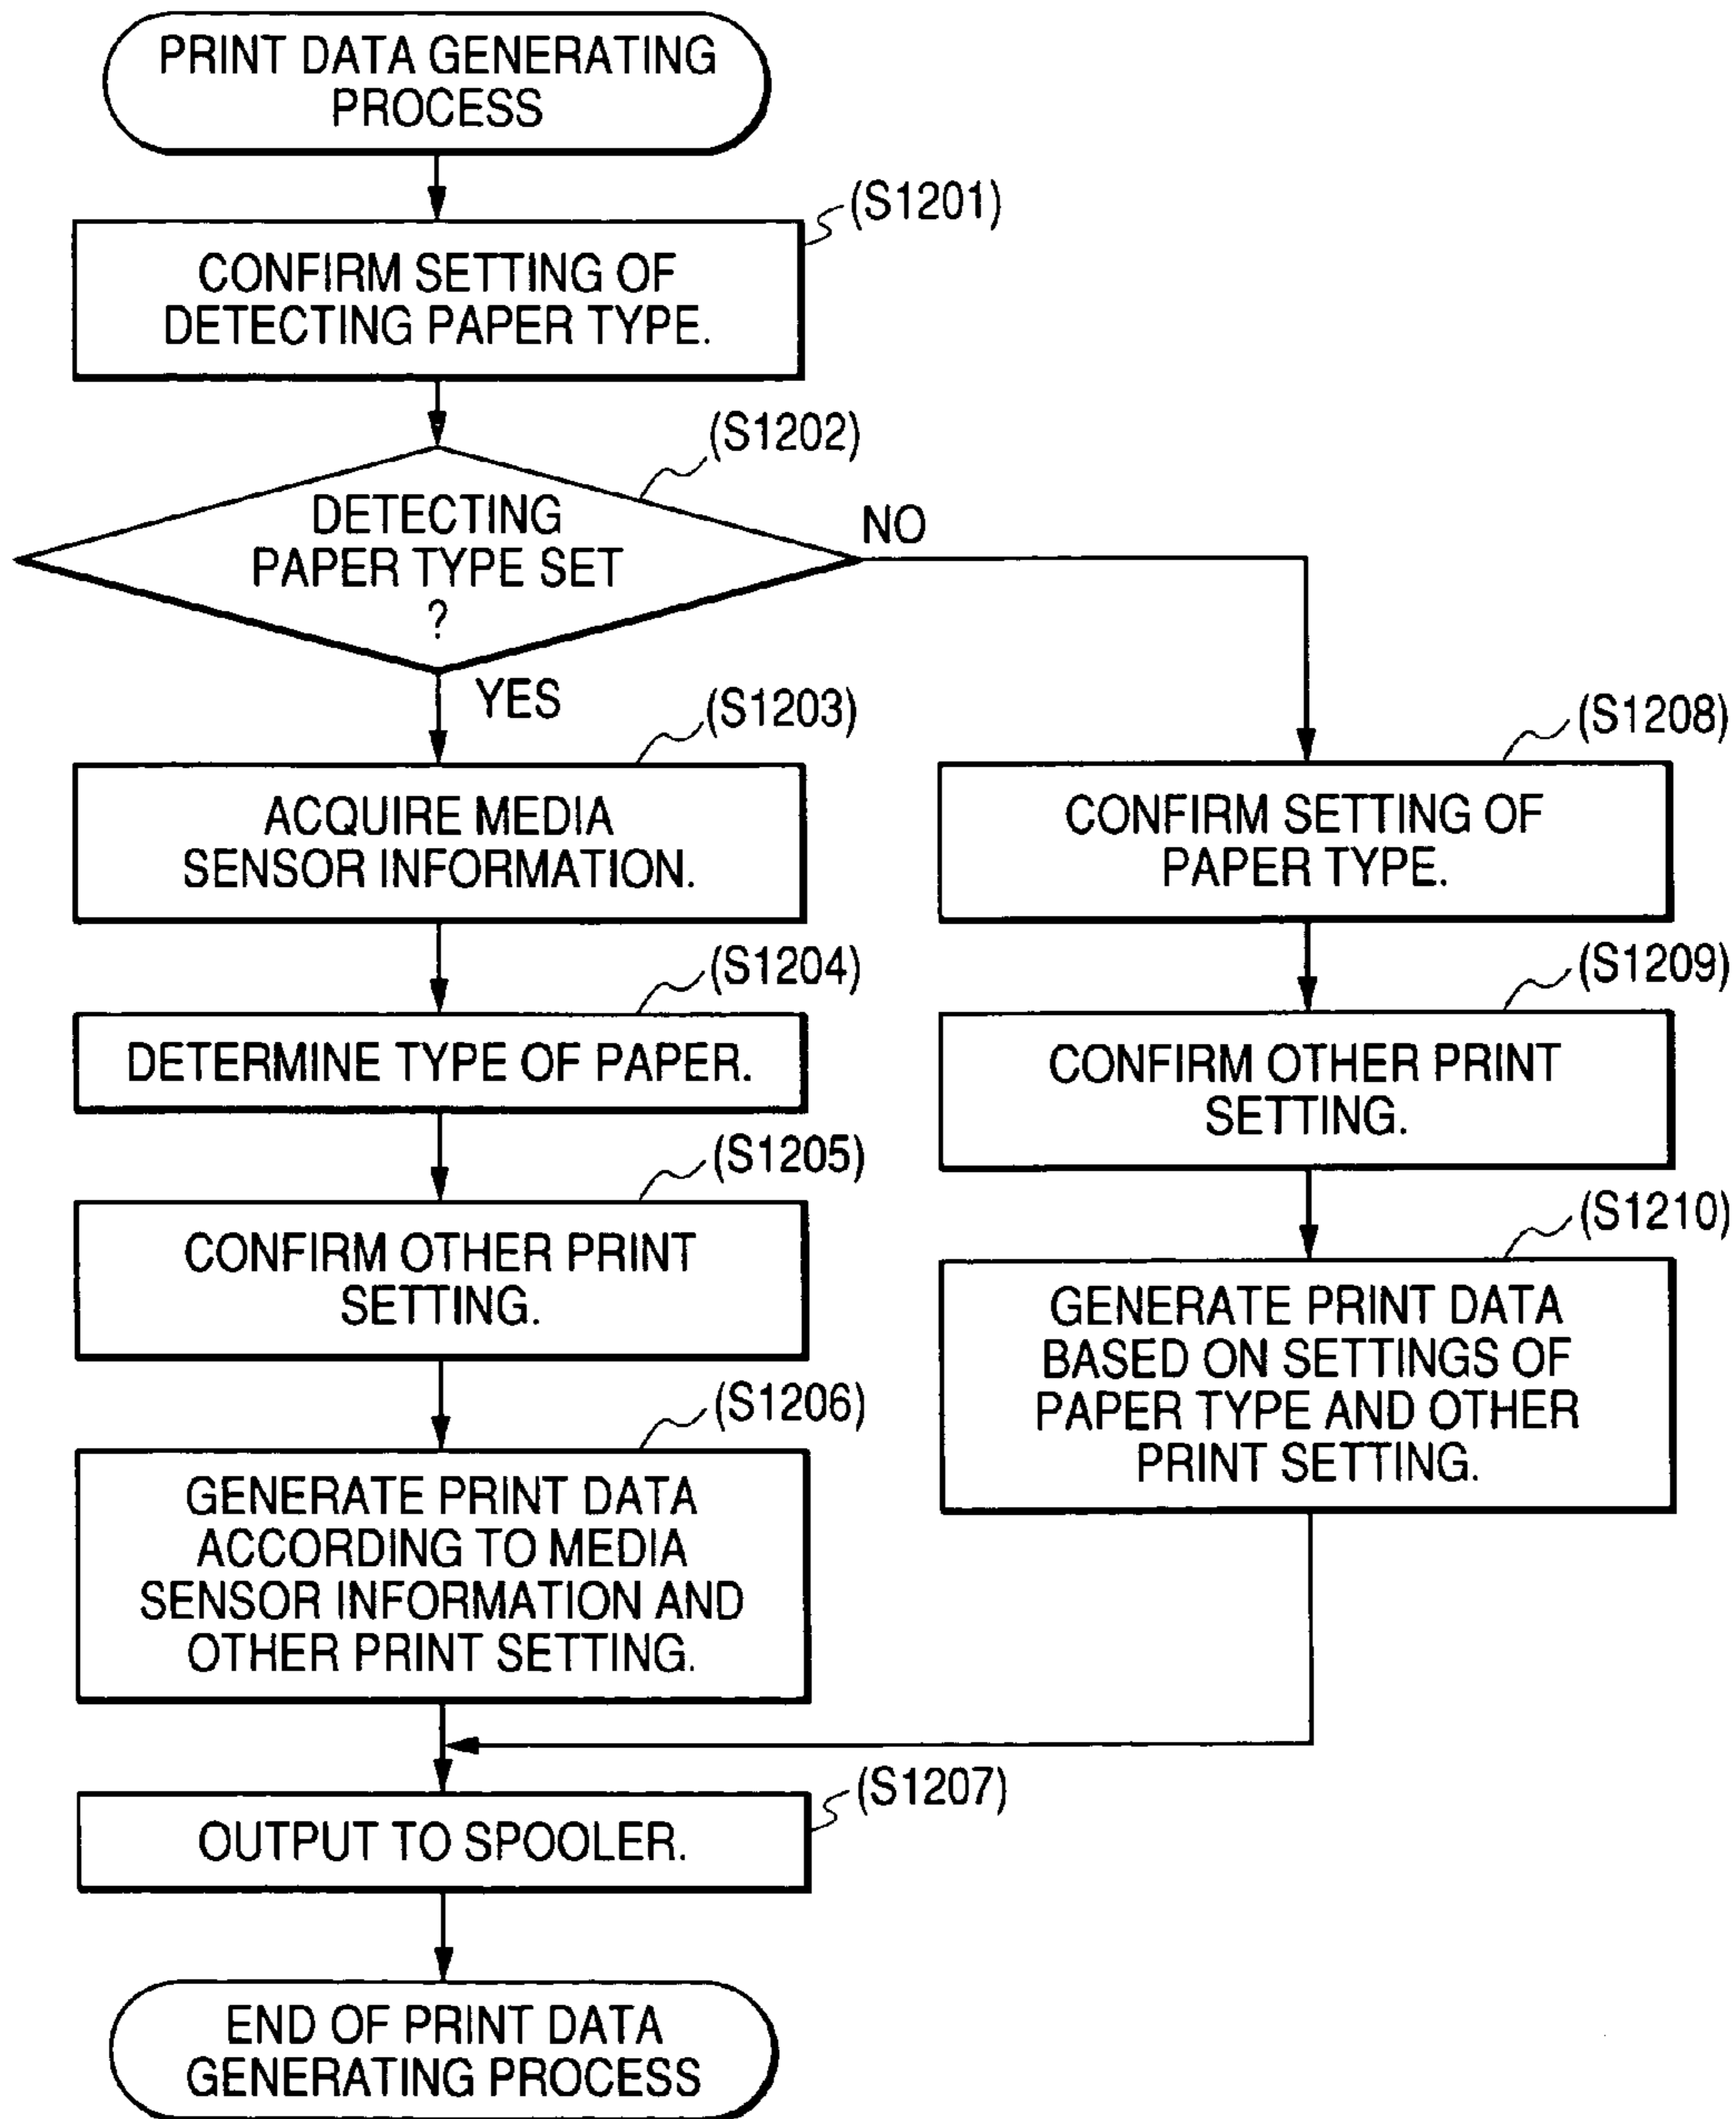 PRINT DATA GENERATING
PROCESS
(S1201)
CONFIRM SETTING OF
DETECTING PAPER TYPE.
(S1202)
DETECTING
PAPER TYPE SET
?
NO
YES
(S1203)
ACQUIRE MEDIA
SENSOR INFORMATION.
(S1204)
DETERMINE TYPE OF PAPER.
(S1205)
CONFIRM OTHER PRINT
SETTING.
(S1206)
GENERATE PRINT DATA
ACCORDING TO MEDIA
SENSOR INFORMATION AND
OTHER PRINT SETTING.
(S1208)
CONFIRM SETTING OF
PAPER TYPE.
(S1209)
CONFIRM OTHER PRINT
SETTING.
(S1210)
GENERATE PRINT DATA
BASED ON SETTINGS OF
PAPER TYPE AND OTHER
PRINT SETTING.
(S1207)
OUTPUT TO SPOOLER.
END OF PRINT DATA
GENERATING PROCESS